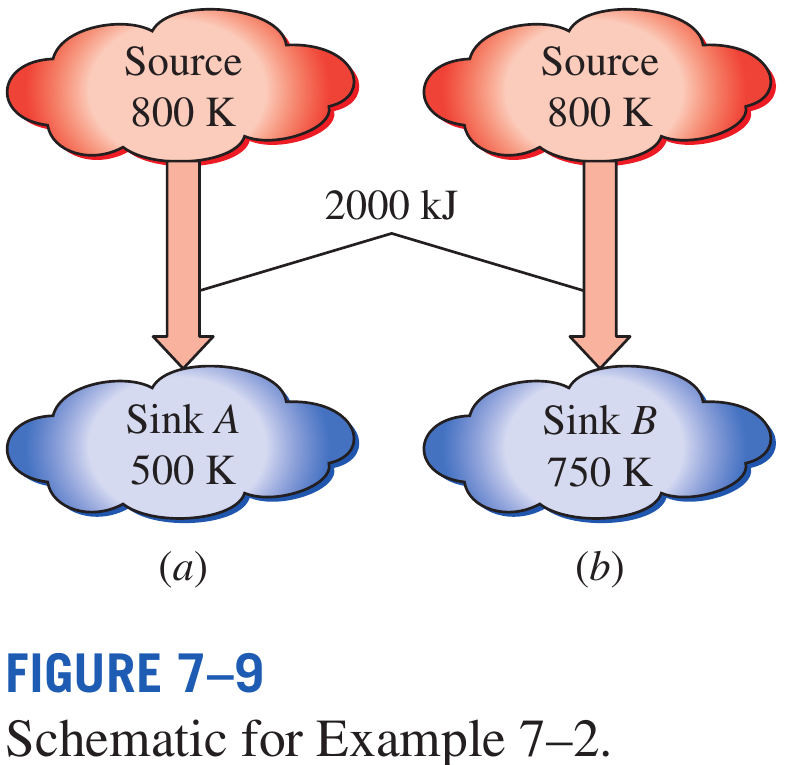 Source
800 K
Source
800 K
2000 kJ
Sink A
500 K
Sink B
750 K
(a)
(b)
FIGURE 7–9
Schematic for Example 7–2.